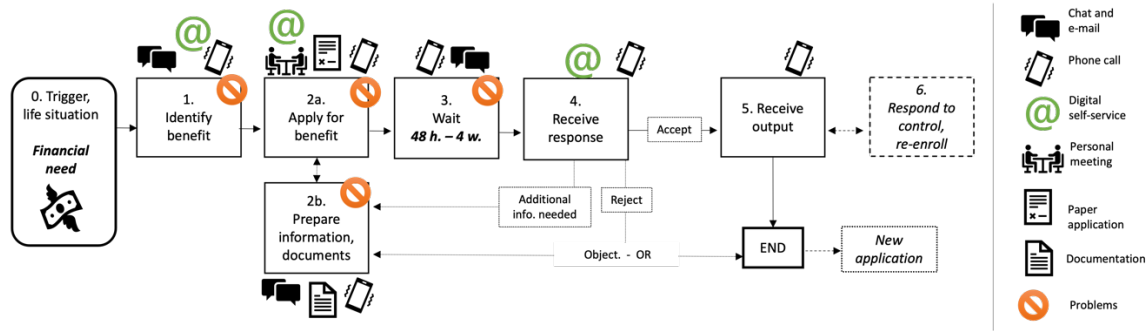 0. Trigger,
life situation
Financial
need
1.
Identify
benefit
2a.
Apply for
benefit
3.
Wait
48 h. – 4 w.
4.
Receive
response
Accept
5. Receive
output
6.
Respond to
control,
re-enroll
2b.
Prepare
information,
documents
Additional
info. needed
Reject
Object. - OR
END
New
application
Chat and
e-mail
Phone call
@
Digital
self-service
Personal
meeting
Paper
application
Documentation
Problems
@
@
@